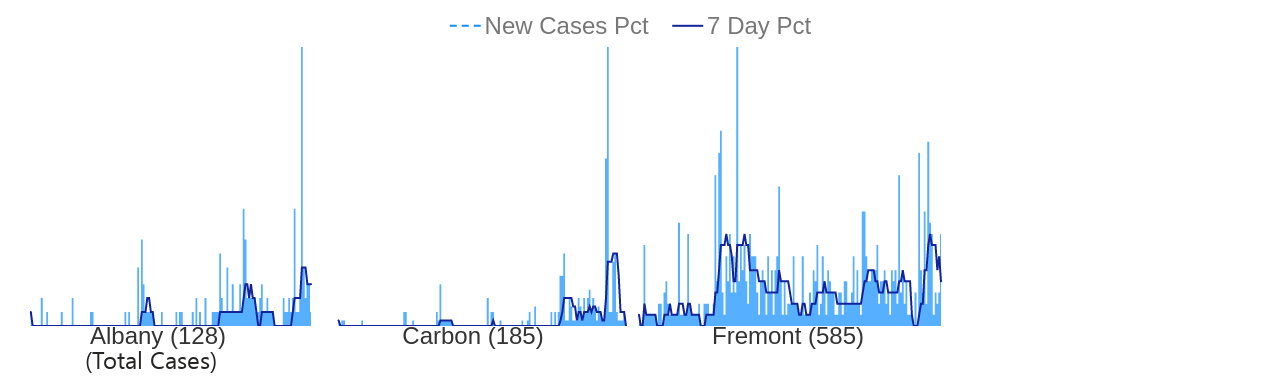 New Cases Pct 7 Day Pct
Albany (128) Carbon (185) Fremont (585)
(Total Cases)